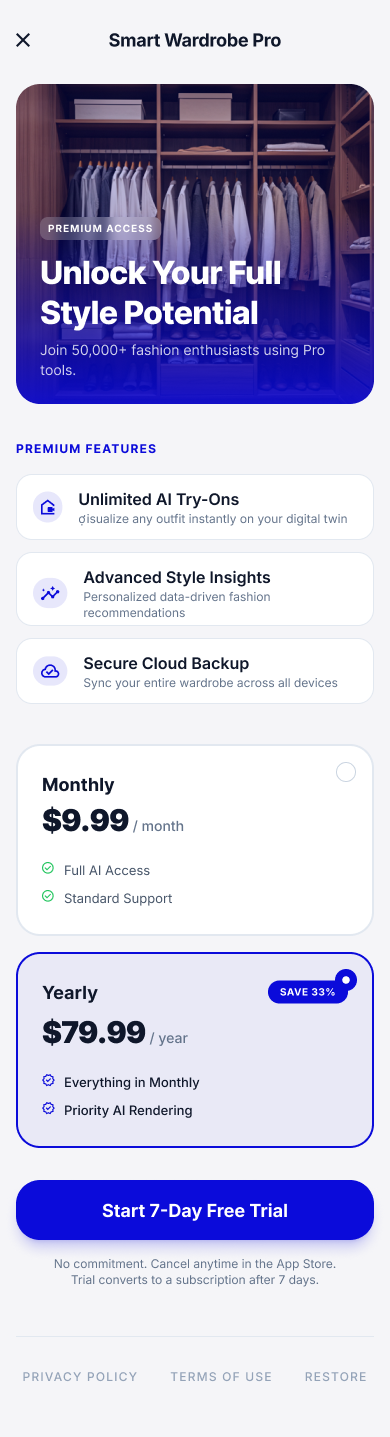 Smart Wardrobe Pro
PREMIUM ACCESS
Unlock Your Full
Style Potential
Join 50,000+ fashion enthusiasts using Pro
tools.
PREMIUM FEATURES
Unlimited AI Try-Ons
any outfit instantly on your digital twin
Advanced Style Insights
Personalized data-driven fashion
recommendations
Secure Cloud Backup
Sync your entire wardrobe across all devices
Monthly
$9.99 / month
Full AI Access
Standard Support
Yearly
SAVE 33%
$79.99 / year
Everything in Monthly
Priority AI Rendering
Start 7-Day Free Trial
No commitment. Cancel anytime in the App Store.
Trial converts to a subscription after 7 days.
PRIVACY POLICY TERMS OF USE RESTORE